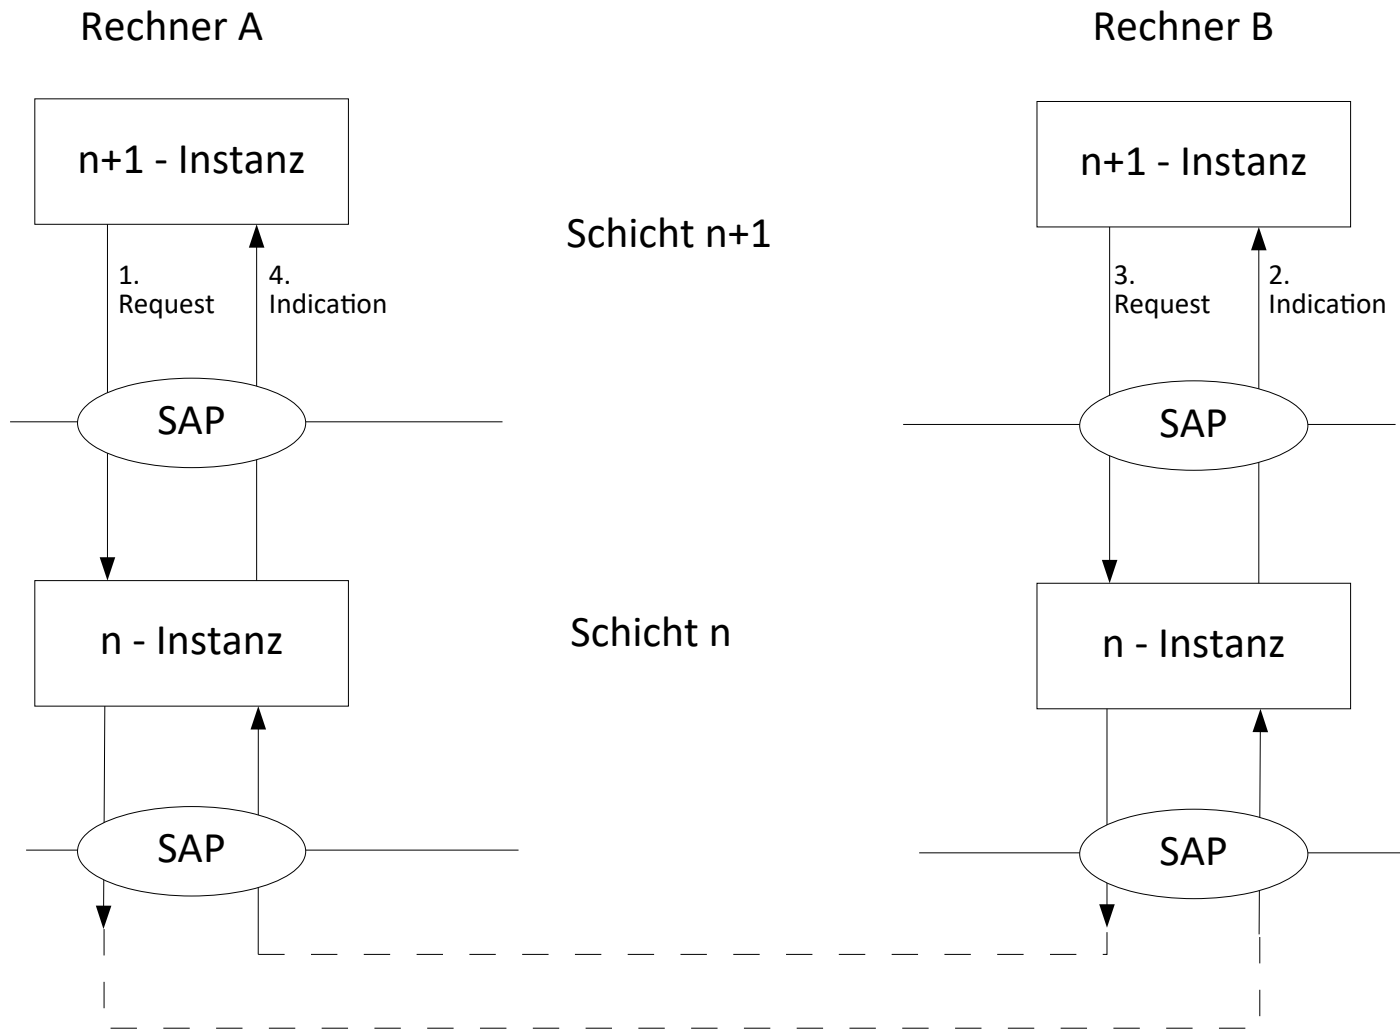 Rechner A
Rechner B
n+1 - Instanz
n+1 - Instanz
Schicht n+1
1.
Request
4.
Indication
3.
Request
2.
Indication
SAP
SAP
n - Instanz
Schicht n
n - Instanz
SAP
SAP